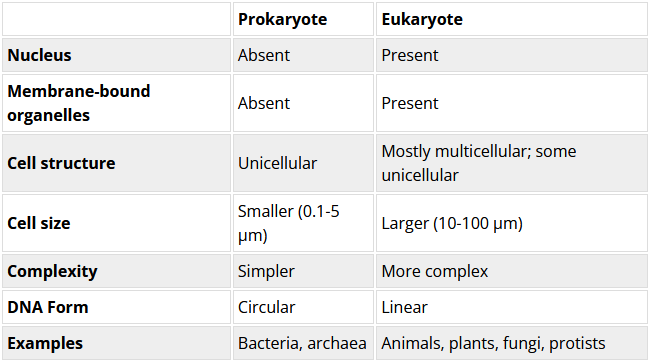 Prokaryote Eukaryote
Nucleus Absent Present
Membrane-bound
organelles Absent Present
Cell structure Unicellular Mostly multicellular; some
unicellular
Cell size Smaller (0.1-5
μm) Larger (10-100 μm)
Complexity Simpler More complex
DNA Form Circular Linear
Examples Bacteria, archaea Animals, plants, fungi, protists